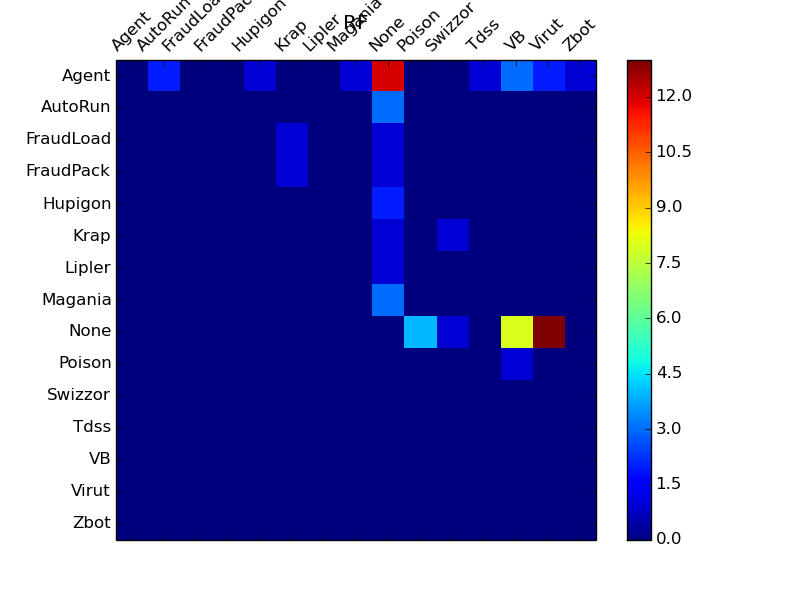 Rx
Agent
AutoRun
FraudLoad
FraudPack
Hupigon
Krap
Lipler
Magania
None
Poison
Swizzor
Tdss
VB
Virut
Zbot
Agent
AutoRun
FraudLoad
FraudPack
Hupigon
Krap
Lipler
Magania
None
Poison
Swizzor
Tdss
VB
Virut
Zbot
12.0
10.5
9.0
7.5
6.0
4.5
3.0
1.5
0.0